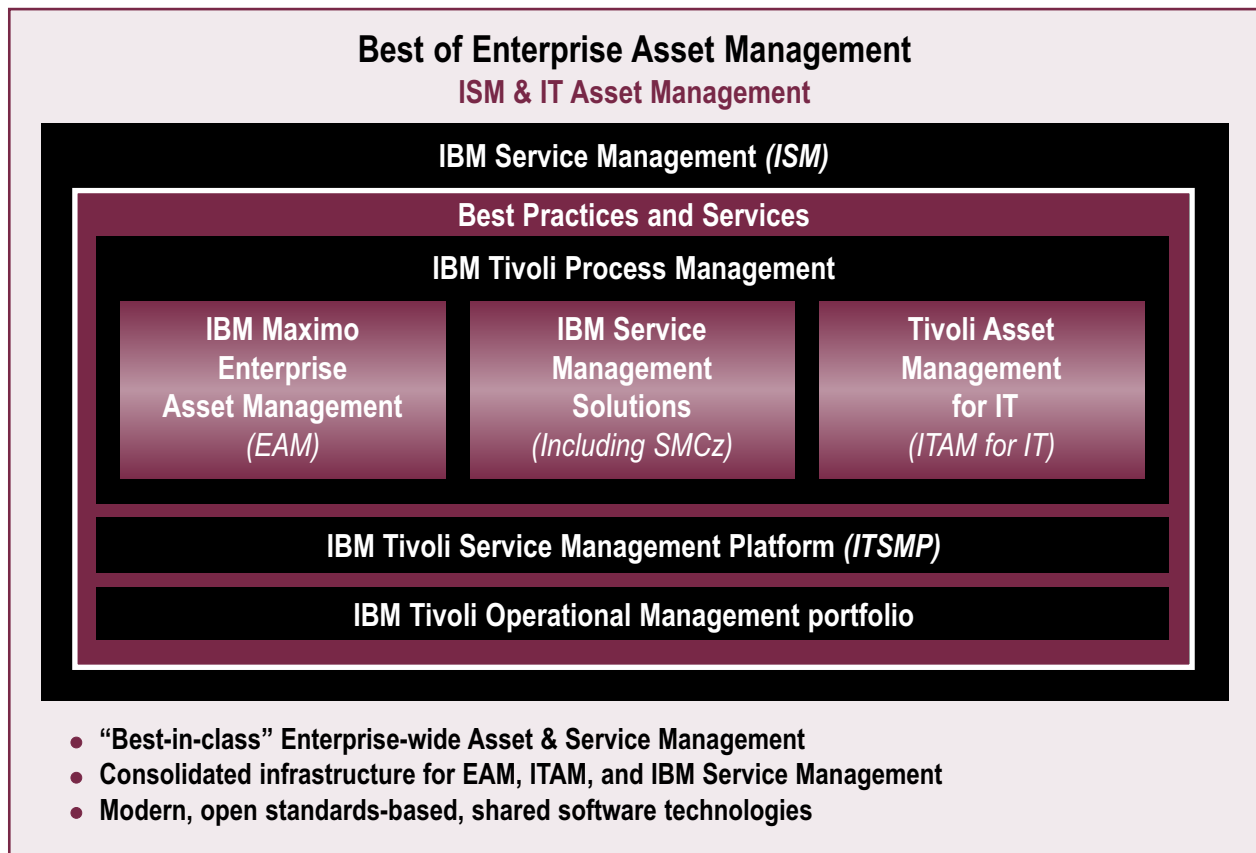 Best of Enterprise Asset Management
ISM & IT Asset Management
IBM Service Management (ISM)
Best Practices and Services
IBM Tivoli Process Management
IBM Maximo
Enterprise
Asset Management
(EAM)
IBM Service
Management
Solutions
(Including SMCz)
Tivoli Asset
Management
for IT
(ITAM for IT)
IBM Tivoli Service Management Platform (ITSMP)
IBM Tivoli Operational Management portfolio
● “Best-in-class” Enterprise-wide Asset & Service Management
● Consolidated infrastructure for EAM, ITAM, and IBM Service Management
● Modern, open standards-based, shared software technologies